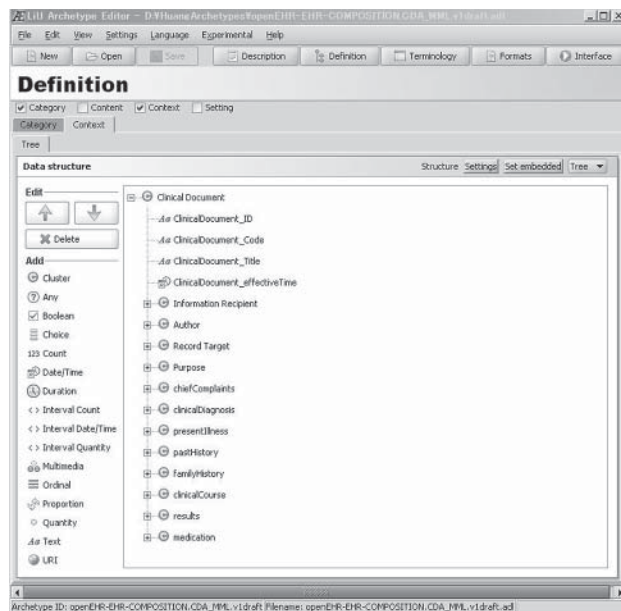 LiU Archetype Editor - D:¥Huang¥Archetypes¥openEHR-EHR-COMPOSITION.CDA_MML.v1draft.adl
File Edit View Settings Language Experimental Help
New Open Save Description Definition Terminology Formats Interface
Definition
Category Content Context Setting
Category Context
Tree
Data structure Structure Settings Set embedded Tree
Edit
Delete
Add
Cluster
Any
Boolean
Choice
123 Count
Date/Time
Duration
<> Interval Count
<> Interval Date/Time
<> Interval Quantity
Multimedia
Ordinal
Proportion
Quantity
Aa Text
URI
Clinical Document
Aa ClinicalDocument_ID
Aa ClinicalDocument_Code
Aa ClinicalDocument_Title
ClinicalDocument_effectiveTime
Information Recipient
Author
Record Target
Purpose
chiefComplaints
clinicalDiagnosis
presentIllness
pastHistory
familyHistory
clinicalCourse
results
medication
Archetype ID: openEHR-EHR-COMPOSITION.CDA_MML.v1draft Filename: openEHR-EHR-COMPOSITION.CDA_MML.v1draft.adl